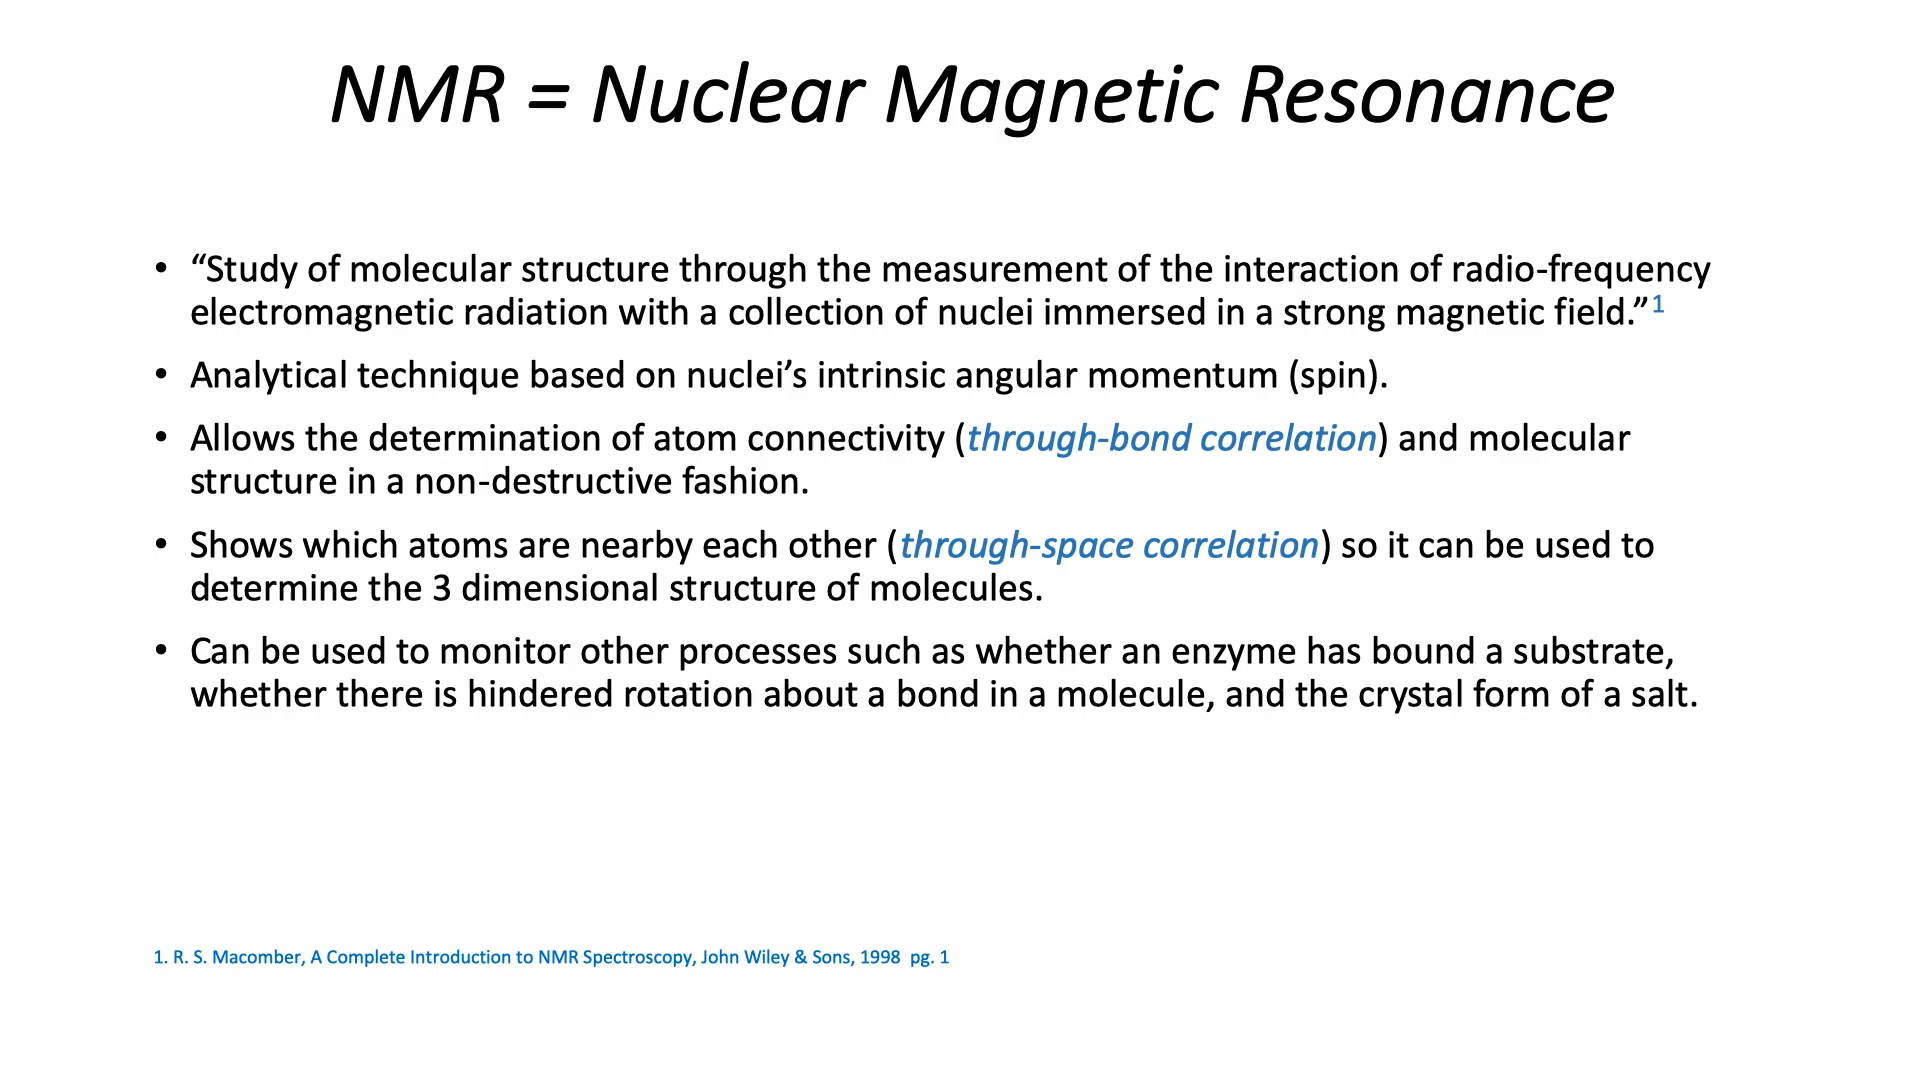 NMR = Nuclear Magnetic Resonance
• “Study of molecular structure through the measurement of the interaction of radio-frequency
electromagnetic radiation with a collection of nuclei immersed in a strong magnetic field.”1
• Analytical technique based on nuclei’s intrinsic angular momentum (spin).
• Allows the determination of atom connectivity (through-bond correlation) and molecular
structure in a non-destructive fashion.
• Shows which atoms are nearby each other (through-space correlation) so it can be used to
determine the 3 dimensional structure of molecules.
• Can be used to monitor other processes such as whether an enzyme has bound a substrate,
whether there is hindered rotation about a bond in a molecule, and the crystal form of a salt.
1. R. S. Macomber, A Complete Introduction to NMR Spectroscopy, John Wiley & Sons, 1998  pg. 1